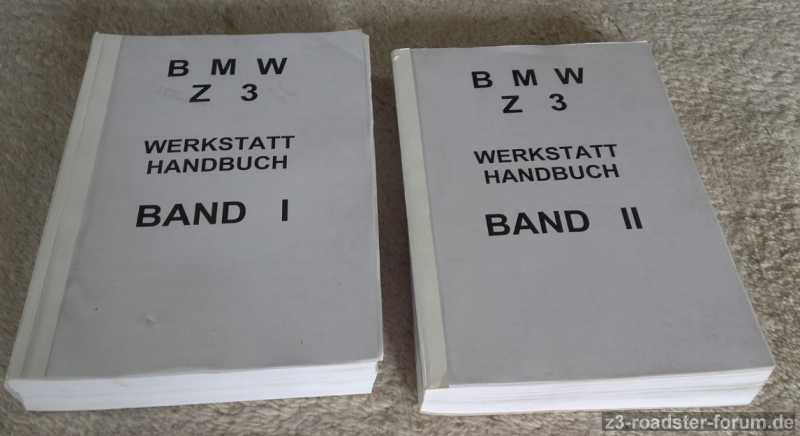 B M W
Z 3
WERKSTATT
HANDBUCH
BAND I
B M W
Z 3
WERKSTATT
HANDBUCH
BAND II
z3-roadster-forum.de